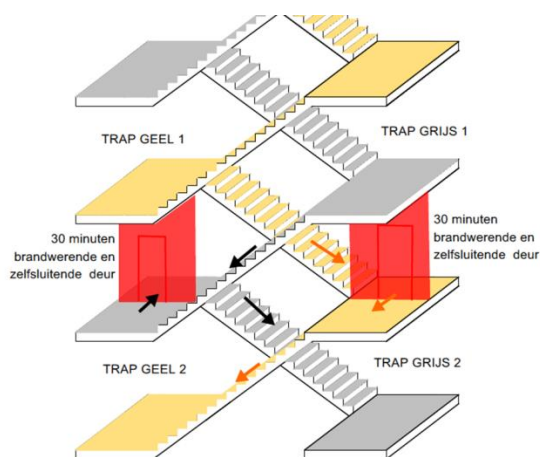 TRAP GEEL 1
TRAP GRIJS 1
30 minuten
brandwerende en
zelfsluitende deur
30 minuten
brandwerende en
zelfsluitende deur
TRAP GEEL 2
TRAP GRIJS 2